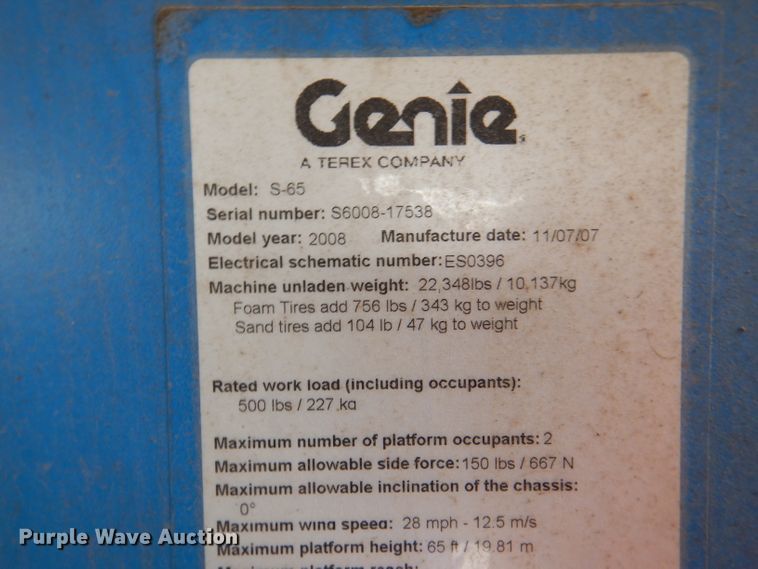 Genie
A TEREX COMPANY
Model: S-65
Serial number: S6008-17538
Model year: 2008 Manufacture date: 11/07/07
Electrical schematic number: ES0396
Machine unladen weight: 22,348lbs / 10,137kg
Foam Tires add 756 lbs / 343 kg to weight
Sand tires add 104 lb / 47 kg to weight
Rated work load (including occupants):
500 lbs / 227 kg
Maximum number of platform occupants: 2
Maximum allowable side force: 150 lbs / 667 N
Maximum allowable inclination of the chassis:
0°
Maximum wind speed: 28 mph - 12.5 m/s
Maximum platform height: 65 ft / 19.81 m
Maximum platform reach:
Purple Wave Auction